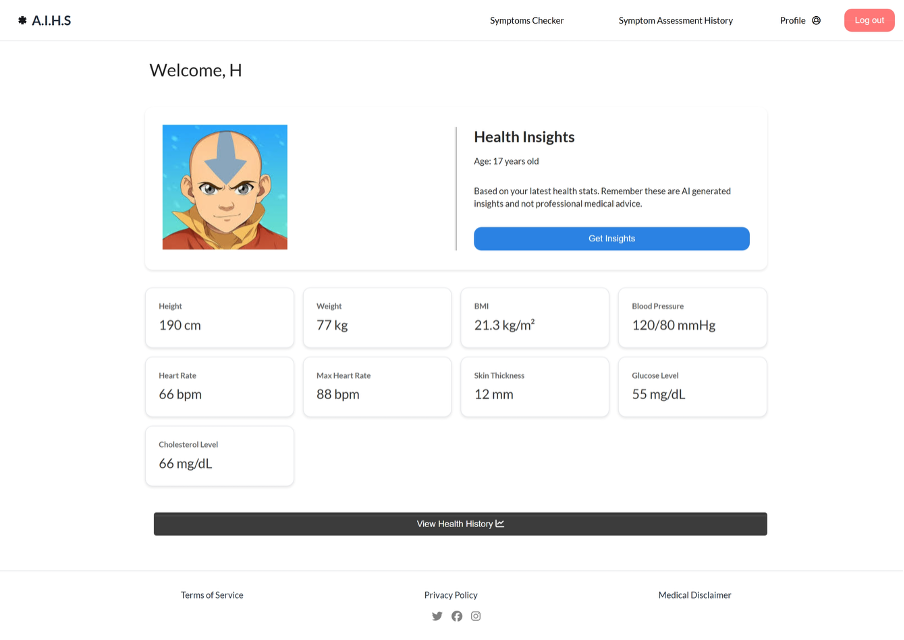 A.I.H.S
Symptoms Checker
Symptom Assessment History
Profile
Log out
Welcome, H
Health Insights
Age: 17 years old
Based on your latest health stats. Remember these are AI generated
insights and not professional medical advice.
Get Insights
Height
190 cm
Weight
77 kg
BMI
21.3 kg/m²
Blood Pressure
120/80 mmHg
Heart Rate
66 bpm
Max Heart Rate
88 bpm
Skin Thickness
12 mm
Glucose Level
55 mg/dL
Cholesterol Level
66 mg/dL
View Health History
Terms of Service
Privacy Policy
Medical Disclaimer